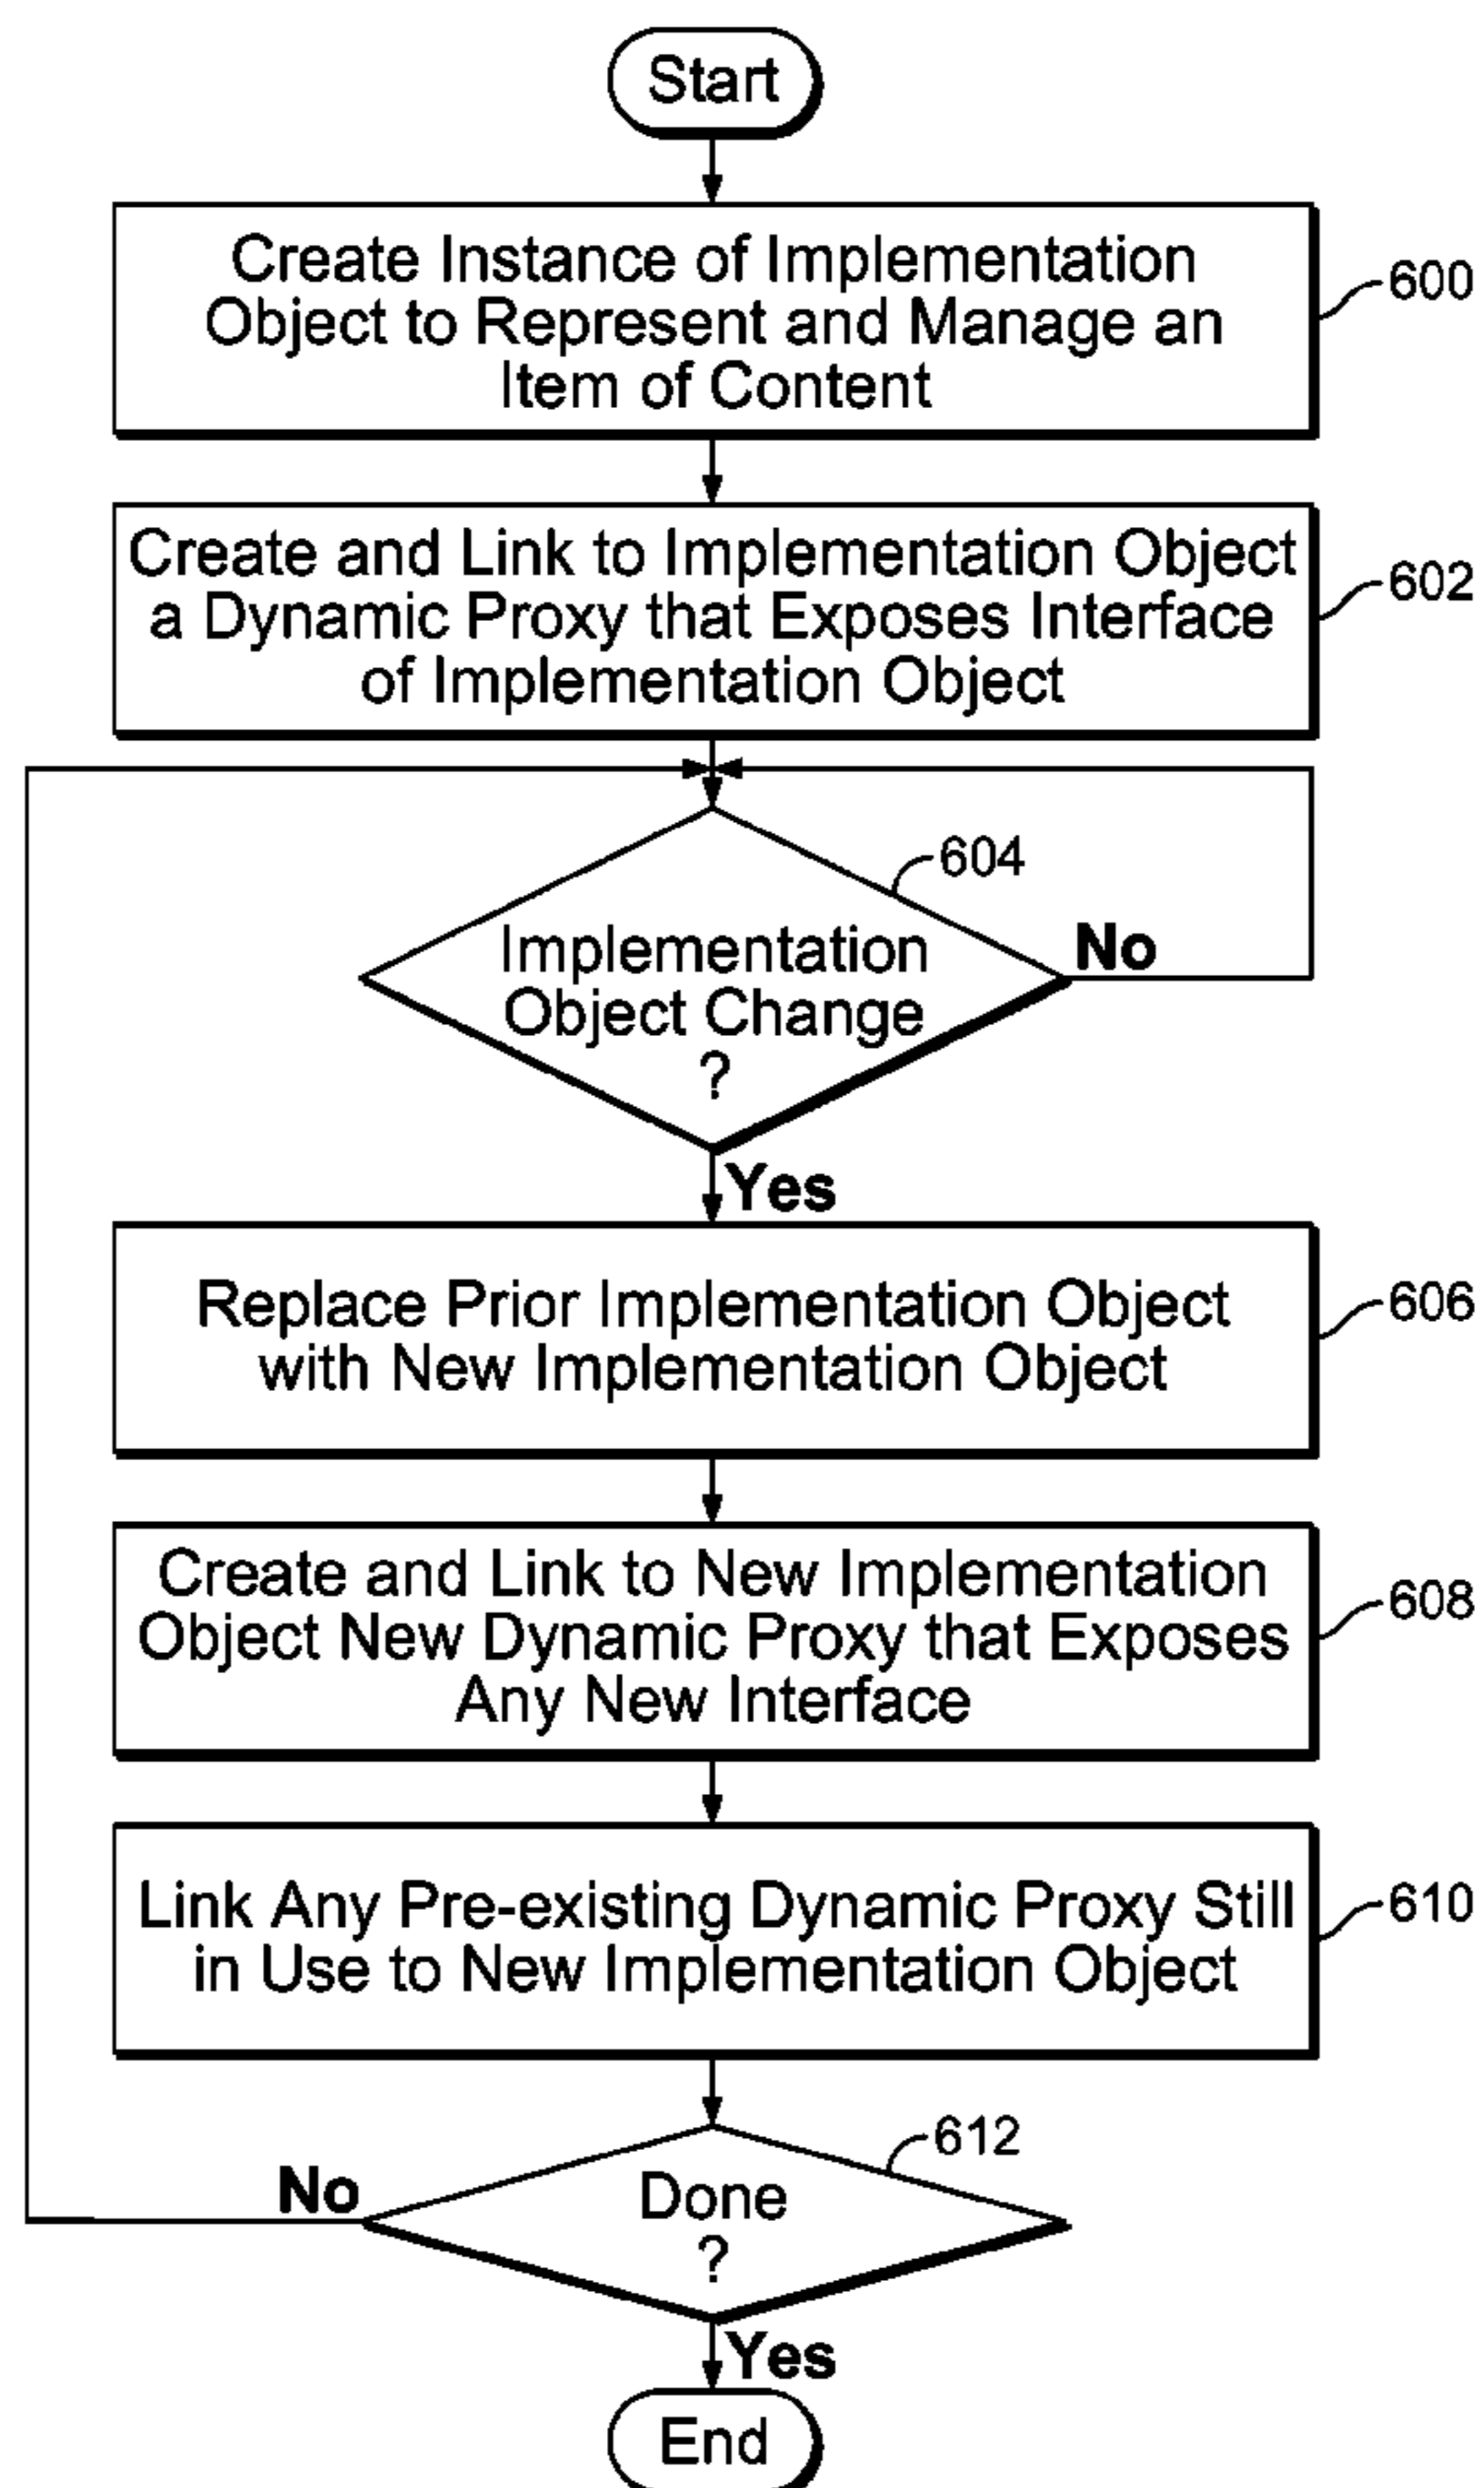 Start
Create Instance of Implementation
Object to Represent and Manage an
Item of Content
600
Create and Link to Implementation Object
a Dynamic Proxy that Exposes Interface
of Implementation Object
602
604
Implementation
Object Change
?
No
Yes
Replace Prior Implementation Object
with New Implementation Object
606
Create and Link to New Implementation
Object New Dynamic Proxy that Exposes
Any New Interface
608
Link Any Pre-existing Dynamic Proxy Still
in Use to New Implementation Object
610
612
No
Done
?
Yes
End